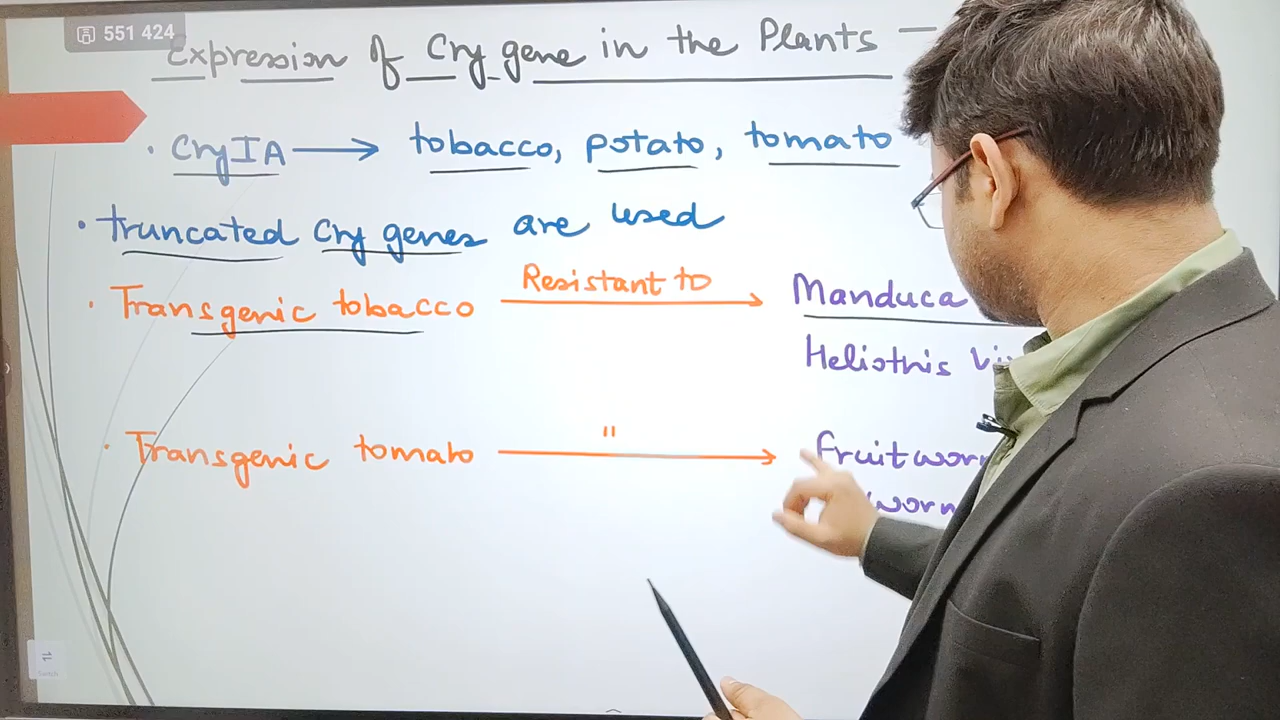 551 424
Expression of Cry gene in the Plants —
• CryIA → tobacco, potato, tomato
• truncated Cry genes are used
• Transgenic tobacco Resistant to → Manduca
Heliothis
• Transgenic tomato " →